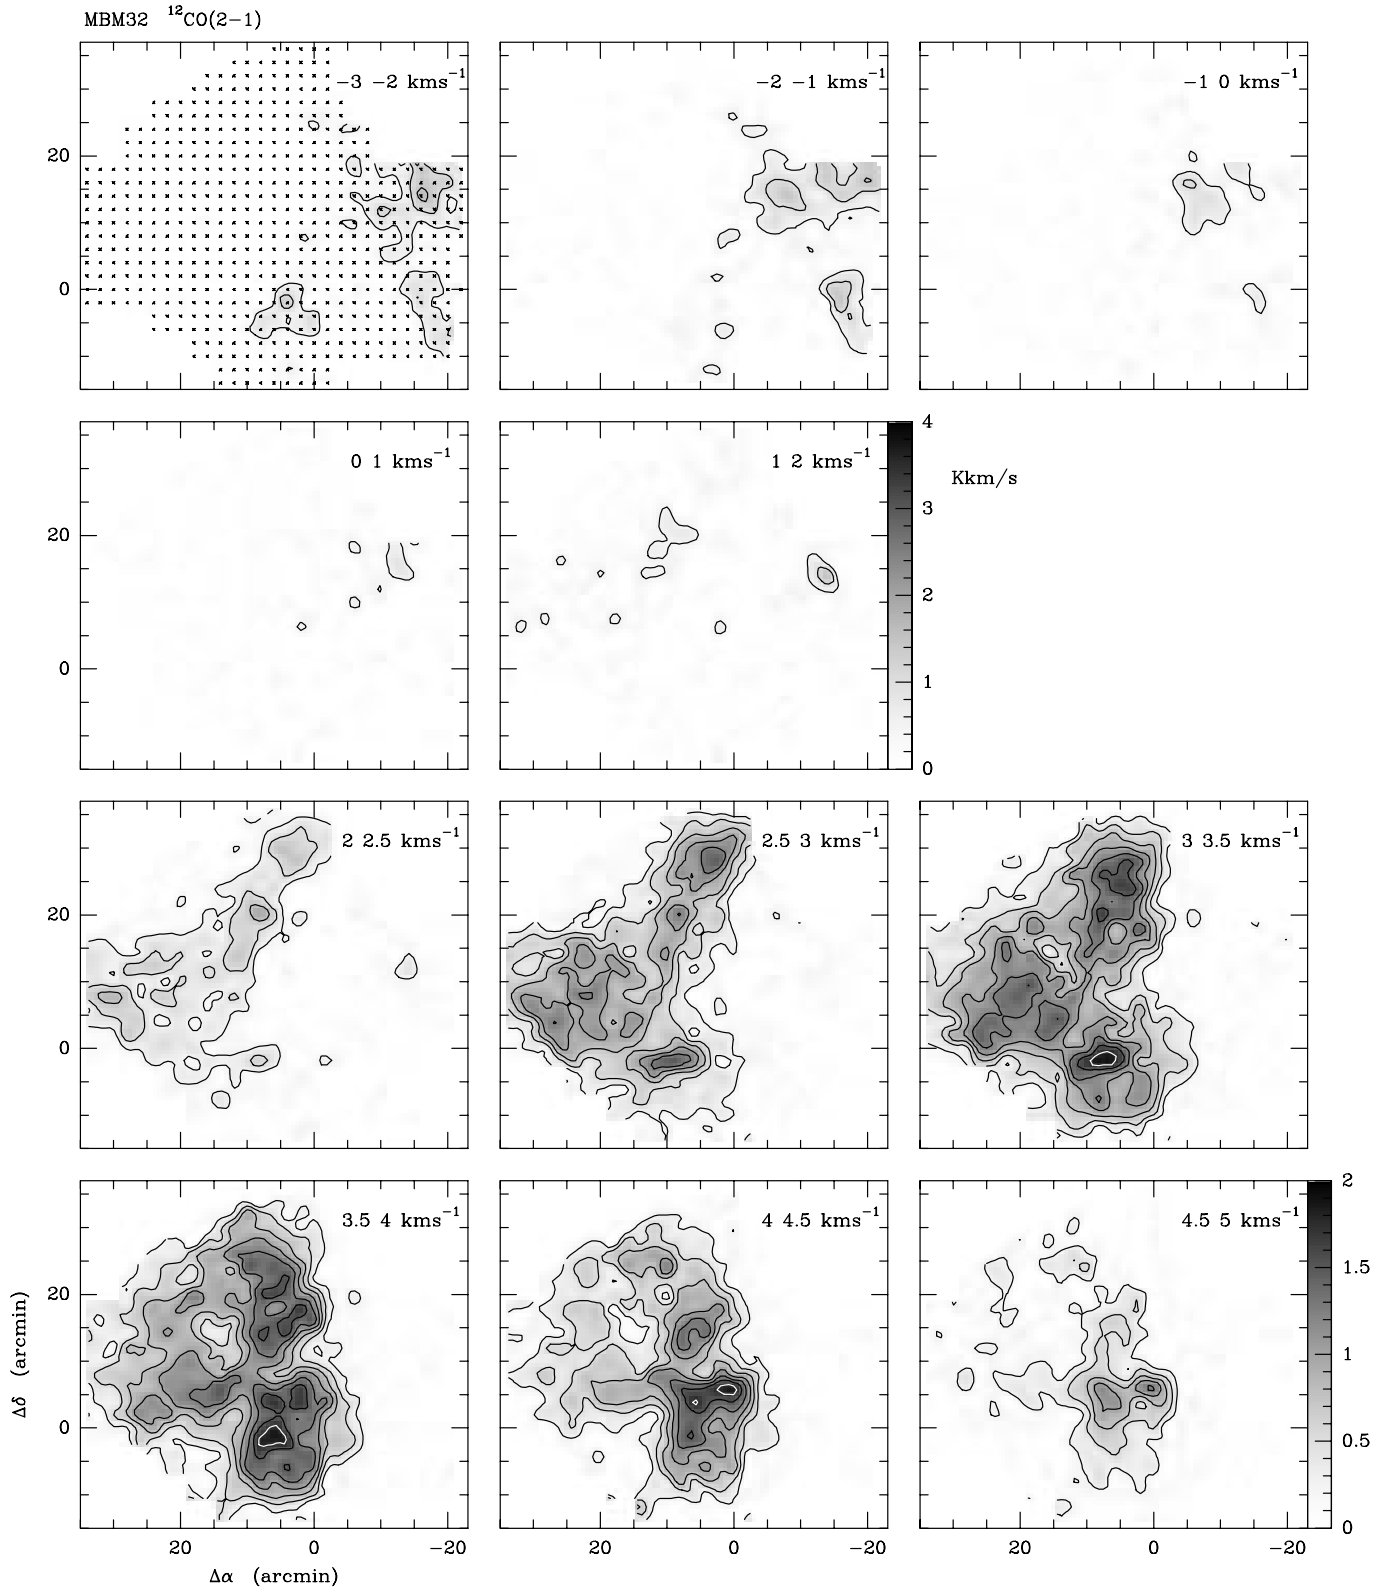 MBM32 ¹²CO(2−1)
−3 −2 kms⁻¹
−2 −1 kms⁻¹
−1 0 kms⁻¹
20
0
0 1 kms⁻¹
1 2 kms⁻¹
4
3
2
1
0
Kkm/s
20
0
2 2.5 kms⁻¹
2.5 3 kms⁻¹
3 3.5 kms⁻¹
20
0
3.5 4 kms⁻¹
4 4.5 kms⁻¹
4.5 5 kms⁻¹
2
1.5
1
0.5
0
20
0
Δδ (arcmin)
20 0 −20
20 0 −20
20 0 −20
Δα (arcmin)